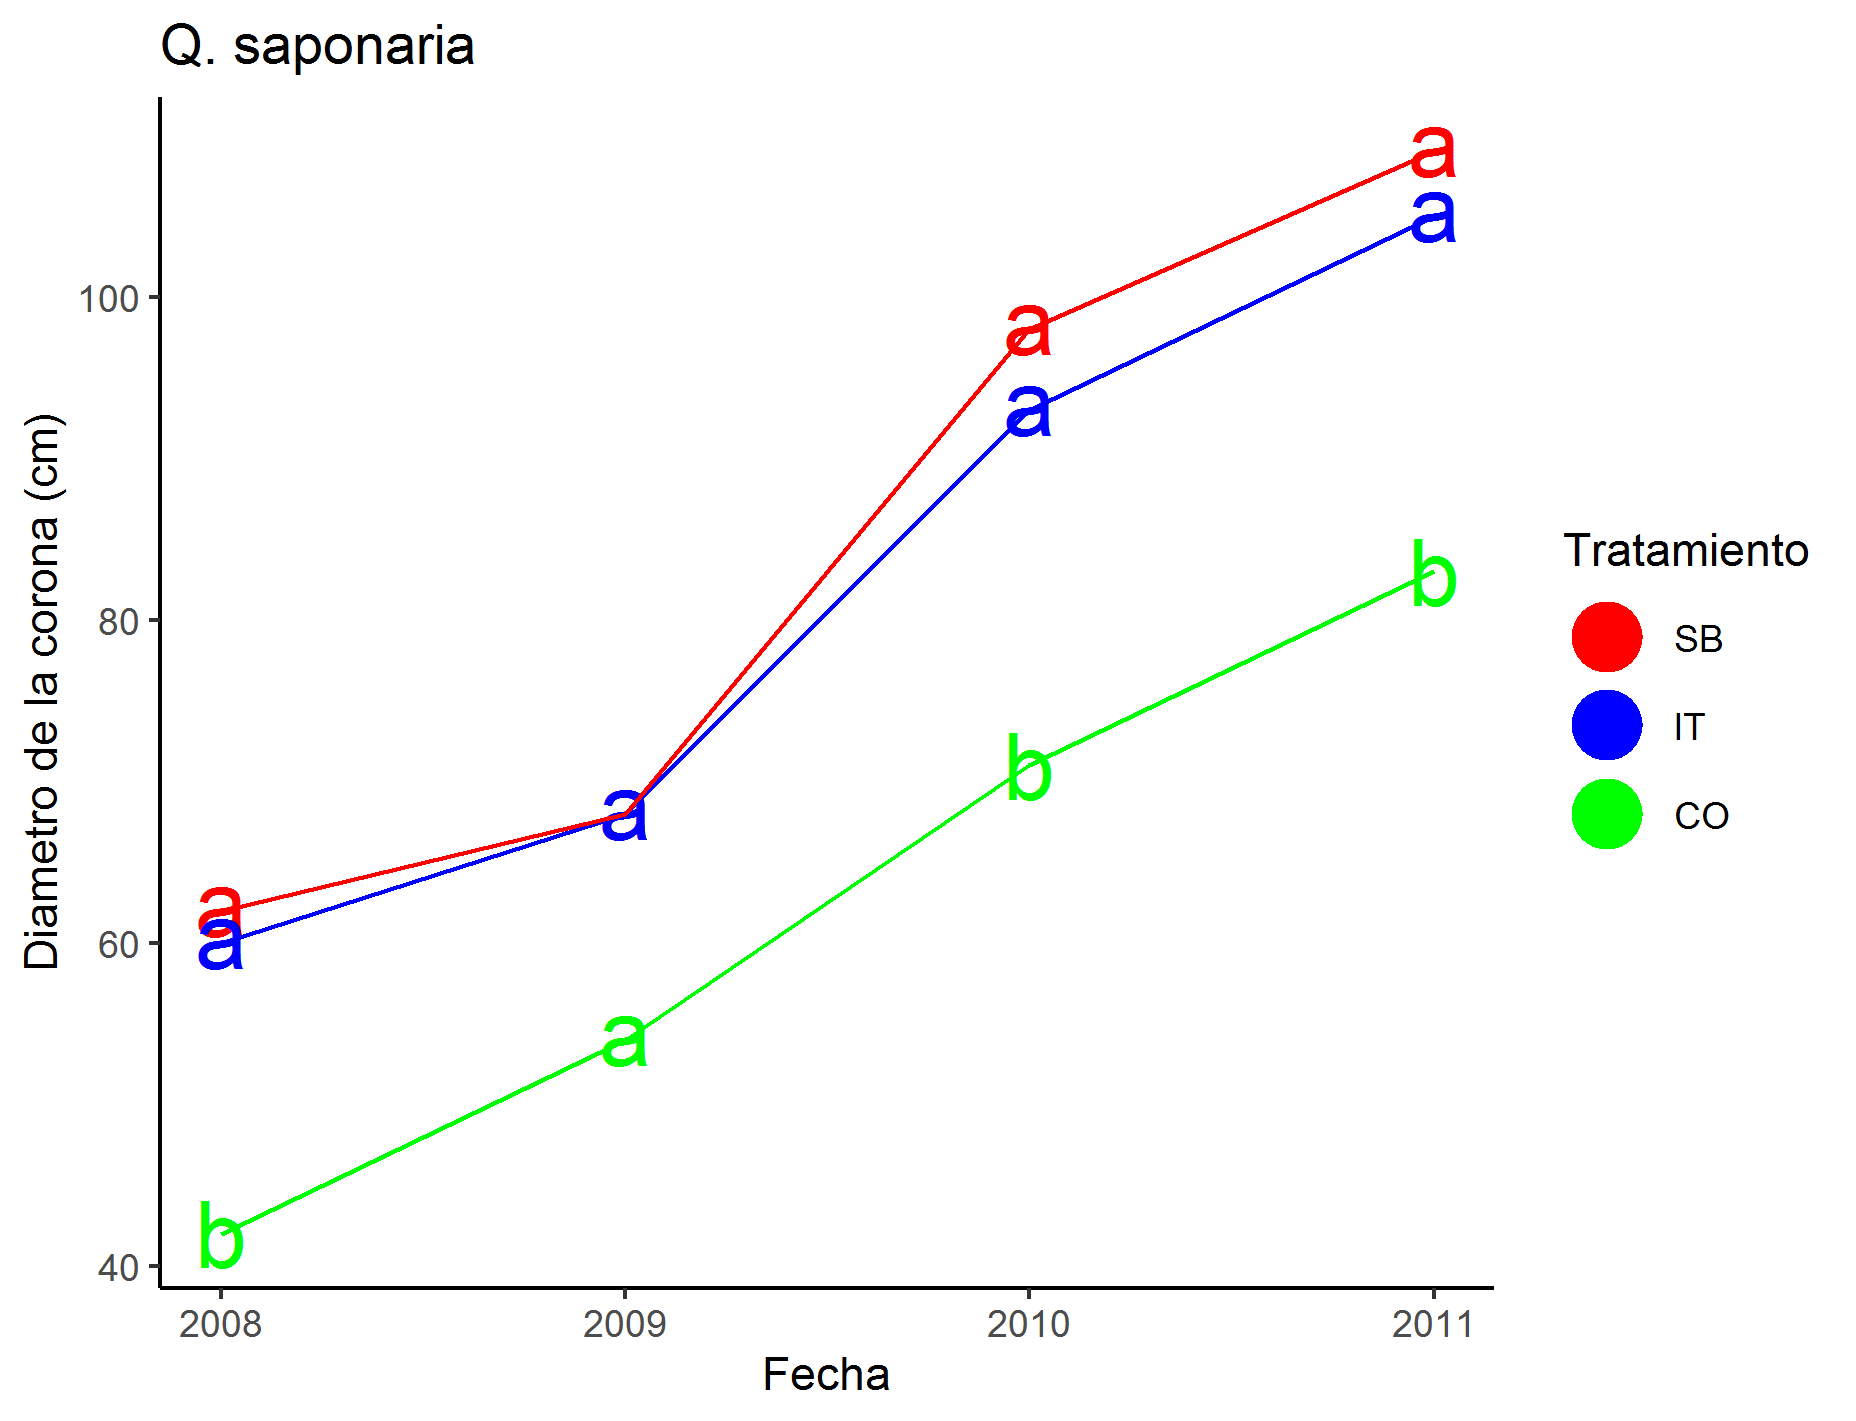 Q. saponaria
Diametro de la corona (cm)
100
80
60
40
a
a
a
a
a
a
a
b
a
b
b
2008
2009
2010
2011
Fecha
Tratamiento
SB
IT
CO